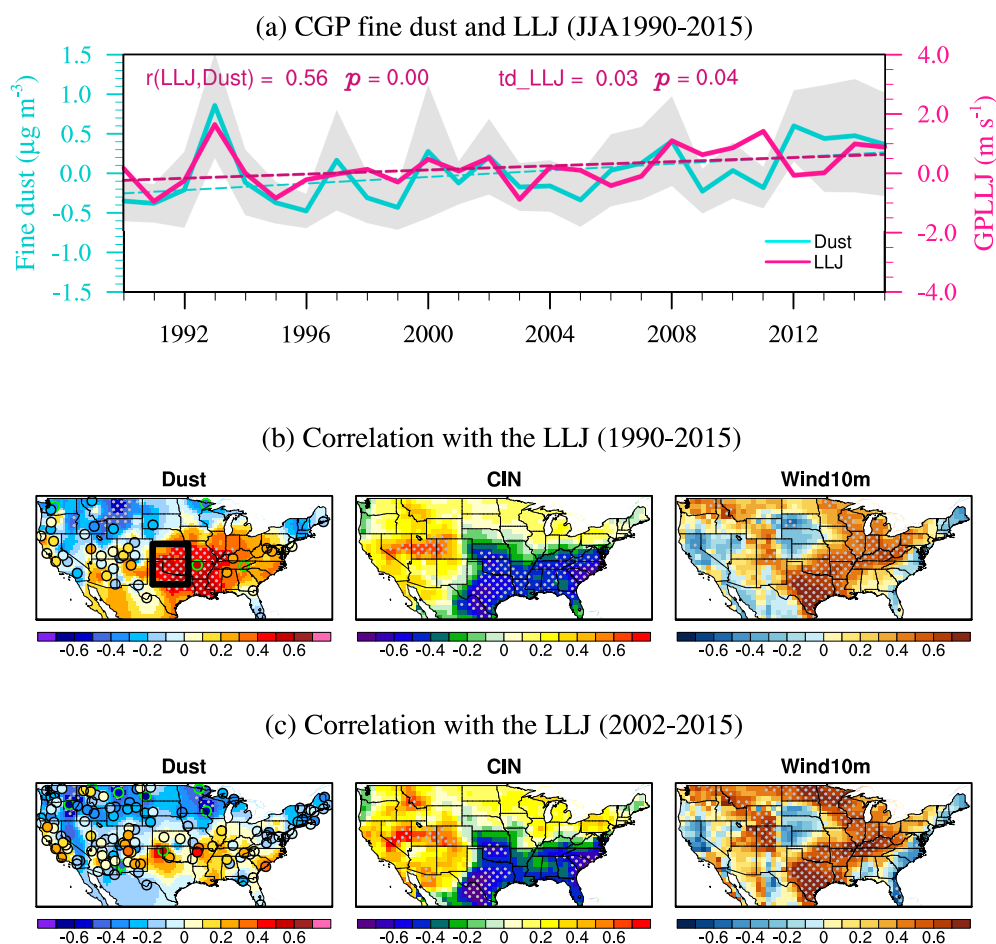 (a) CGP fine dust and LLJ (JJA1990-2015)
r(LLJ,Dust) = 0.56 p = 0.00 td_LLJ = 0.03 p = 0.04
Fine dust (μg m⁻³)
1.5
1.0
0.5
0.0
-0.5
-1.0
-1.5
4.0
2.0
0.0
-2.0
-4.0
GPLLJ (m s⁻¹)
Dust
LLJ
1992 1996 2000 2004 2008 2012
(b) Correlation with the LLJ (1990-2015)
Dust CIN Wind10m
-0.6 -0.4 -0.2 0 0.2 0.4 0.6 -0.6 -0.4 -0.2 0 0.2 0.4 0.6 -0.6 -0.4 -0.2 0 0.2 0.4 0.6
(c) Correlation with the LLJ (2002-2015)
Dust CIN Wind10m
-0.6 -0.4 -0.2 0 0.2 0.4 0.6 -0.6 -0.4 -0.2 0 0.2 0.4 0.6 -0.6 -0.4 -0.2 0 0.2 0.4 0.6